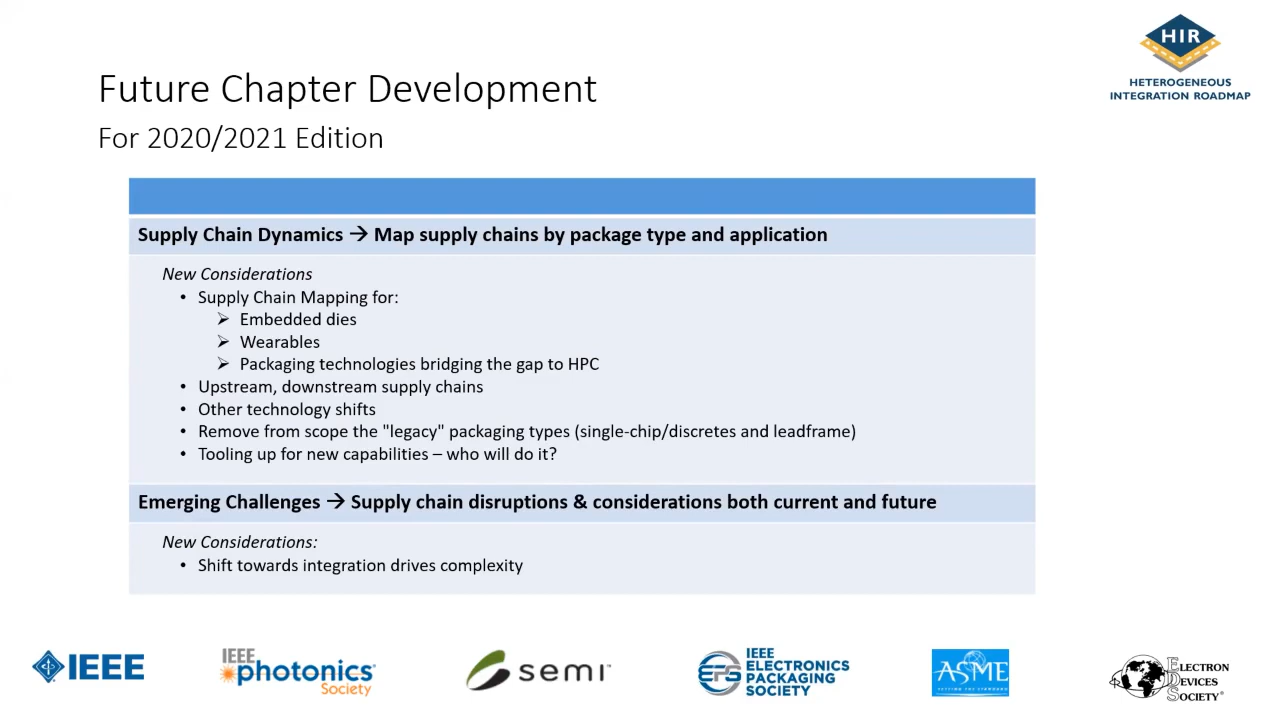 HIR
HETEROGENEOUS
INTEGRATION ROADMAP
Future Chapter Development
For 2020/2021 Edition
Supply Chain Dynamics → Map supply chains by package type and application
New Considerations
• Supply Chain Mapping for:
➢ Embedded dies
➢ Wearables
➢ Packaging technologies bridging the gap to HPC
• Upstream, downstream supply chains
• Other technology shifts
• Remove from scope the "legacy" packaging types (single-chip/discretes and leadframe)
• Tooling up for new capabilities – who will do it?
Emerging Challenges → Supply chain disruptions & considerations both current and future
New Considerations:
• Shift towards integration drives complexity
IEEE
IEEE
photonics
Society
semi™
EPS
IEEE
ELECTRONICS
PACKAGING
SOCIETY
ASME
SETTING THE STANDARD
ELECTRON
DEVICES
SOCIETY®